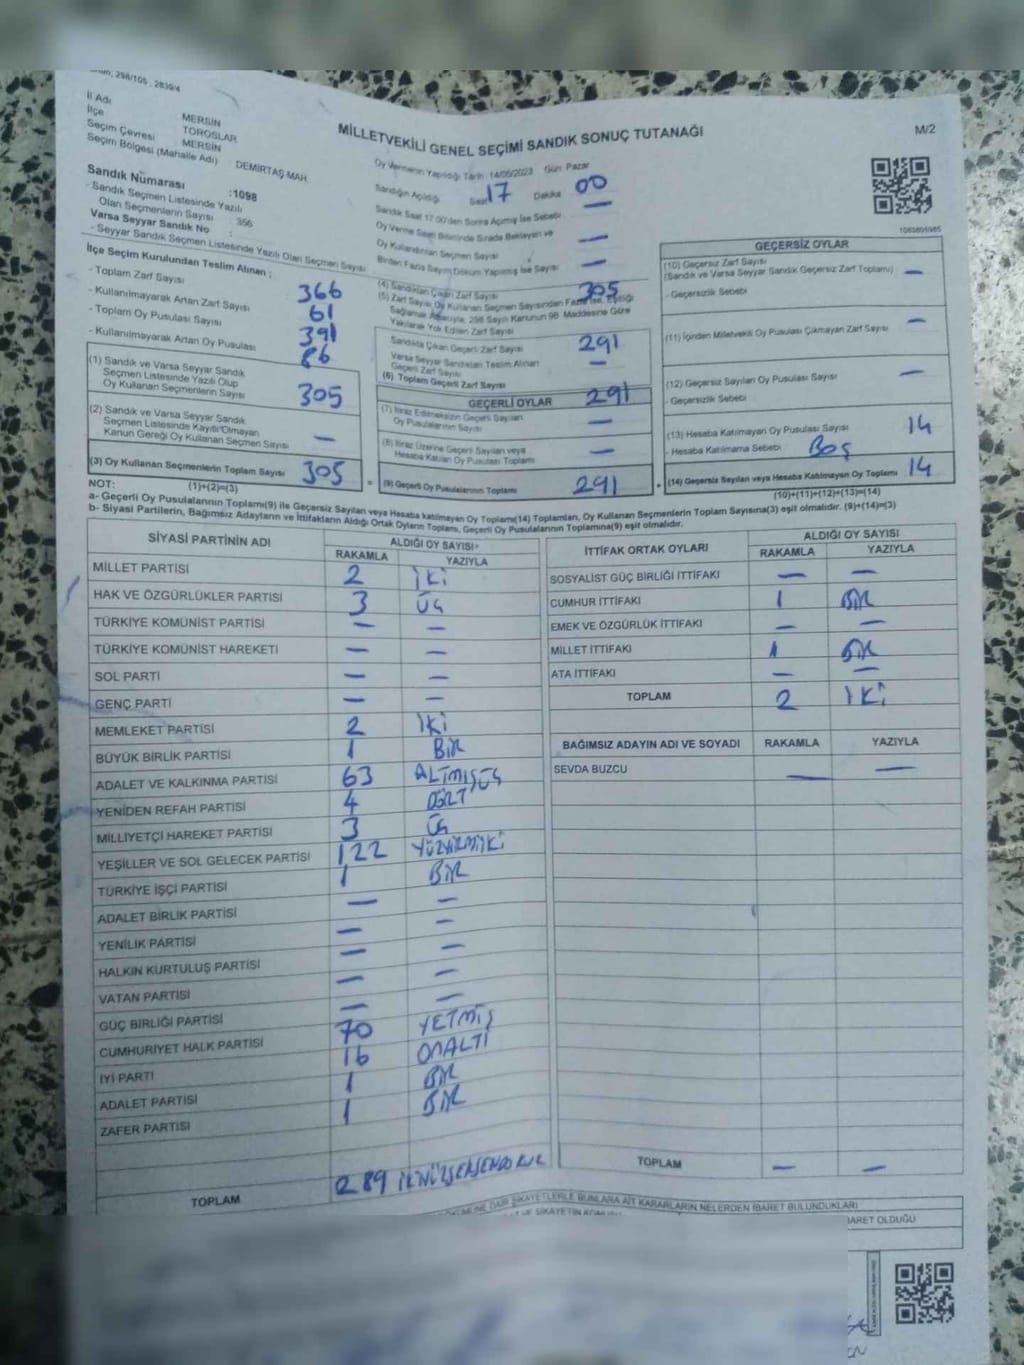 298/105 , 2839/4
İl Adı MERSİN
İlçe TOROSLAR
Seçim Çevresi MERSİN
Seçim Bölgesi (Mahalle Adı) : DEMİRTAŞ MAH.
Sandık Numarası :1098
- Sandık Seçmen Listesinde Yazılı
Olan Seçmenlerin Sayısı : 356
Varsa Seyyar Sandık No :
- Seyyar Sandık Seçmen Listesinde Yazılı Olan Seçmen Sayısı
MİLLETVEKİLİ GENEL SEÇİMİ SANDIK SONUÇ TUTANAĞI
M/2
Oy Vermenin Yapıldığı Tarih : 14/05/2023 Gün : Pazar
Sandığın Açıldığı Saat 17 Dakika 00
Sandık Saat 17.00'den Sonra Açılmış İse Sebebi —
Oy Verme Saati Bitiminde Sırada Bekleyen ve
Oy Kullandırılan Seçmen Sayısı —
Birden Fazla Sayım Döküm Yapılmış İse Sayısı —
İlçe Seçim Kurulundan Teslim Alınan ;
- Toplam Zarf Sayısı 366
- Kullanılmayarak Artan Zarf Sayısı 61
- Toplam Oy Pusulası Sayısı 391
- Kullanılmayarak Artan Oy Pusulası 86
(1) Sandık ve Varsa Seyyar Sandık
Seçmen Listesinde Yazılı Olup
Oy Kullanan Seçmenlerin Sayısı 305
(2) Sandık ve Varsa Seyyar Sandık
Seçmen Listesinde Kayıtlı Olmayan
Kanun Gereği Oy Kullanan Seçmen Sayısı —
(3) Oy Kullanan Seçmenlerin Toplam Sayısı 305
(1)+(2)=(3)
(4) Sandıktan Çıkan Zarf Sayısı 305
(5) Zarf Sayısı Oy Kullanan Seçmen Sayısından Fazla İse, Eşitliği
Sağlamak Amacıyla, 298 Sayılı Kanunun 98. Maddesine Göre
Yakılarak Yok Edilen Zarf Sayısı
Sandıkta Çıkan Geçerli Zarf Sayısı 291
Varsa Seyyar Sandıktan Teslim Alınan
Geçerli Zarf Sayısı —
(6) Toplam Geçerli Zarf Sayısı 291
GEÇERLİ OYLAR
(7) İtiraz Edilmeksizin Geçerli Sayılan
Oy Pusulalarının Sayısı —
(8) İtiraz Üzerine Geçerli Sayılan veya
Hesaba Katılan Oy Pusulası Toplamı —
(9) Geçerli Oy Pusulalarının Toplamı 291
GEÇERSİZ OYLAR
(10) Geçersiz Zarf Sayısı
(Sandık ve Varsa Seyyar Sandık Geçersiz Zarf Toplamı) —
- Geçersizlik Sebebi
(11) İçinden Milletvekili Oy Pusulası Çıkmayan Zarf Sayısı —
(12) Geçersiz Sayılan Oy Pusulası Sayısı —
- Geçersizlik Sebebi
(13) Hesaba Katılmayan Oy Pusulası Sayısı 14
- Hesaba Katılmama Sebebi BOŞ
(14) Geçersiz Sayılan veya Hesaba Katılmayan Oy Toplamı 14
(10)+(11)+(12)+(13)=(14)
NOT:
a- Geçerli Oy Pusulalarının Toplamı(9) ile Geçersiz Sayılan veya Hesaba katılmayan Oy Toplamı(14) Toplamları, Oy Kullanan Seçmenlerin Toplam Sayısına(3) eşit olmalıdır. (9)+(14)=(3)
b- Siyasi Partilerin, Bağımsız Adayların ve İttifakların Aldığı Ortak Oyların Toplamı, Geçerli Oy Pusulalarının Toplamına(9) eşit olmalıdır.
SİYASİ PARTİNİN ADI ALDIĞI OY SAYISI
RAKAMLA YAZIYLA
MİLLET PARTİSİ 2 İKİ
HAK VE ÖZGÜRLÜKLER PARTİSİ 3 ÜÇ
TÜRKİYE KOMÜNİST PARTİSİ — —
TÜRKİYE KOMÜNİST HAREKETİ — —
SOL PARTİ — —
GENÇ PARTİ — —
MEMLEKET PARTİSİ 2 İKİ
BÜYÜK BİRLİK PARTİSİ 1 BİR
ADALET VE KALKINMA PARTİSİ 63 ALTMIŞÜÇ
YENİDEN REFAH PARTİSİ 4 DÖRT
MİLLİYETÇİ HAREKET PARTİSİ 3 ÜÇ
YEŞİLLER VE SOL GELECEK PARTİSİ 122 YÜZYİRMİİKİ
TÜRKİYE İŞÇİ PARTİSİ 1 BİR
ADALET BİRLİK PARTİSİ — —
YENİLİK PARTİSİ — —
HALKIN KURTULUŞ PARTİSİ — —
VATAN PARTİSİ — —
GÜÇ BİRLİĞİ PARTİSİ — —
CUMHURİYET HALK PARTİSİ 70 YETMİŞ
İYİ PARTİ 16 ONALTI
ADALET PARTİSİ 1 BİR
ZAFER PARTİSİ 1 BİR
TOPLAM 289 İKİYÜZSEKSENDOKUZ
İTTİFAK ORTAK OYLARI ALDIĞI OY SAYISI
RAKAMLA YAZIYLA
SOSYALİST GÜÇ BİRLİĞİ İTTİFAKI — —
CUMHUR İTTİFAKI 1 BİR
EMEK VE ÖZGÜRLÜK İTTİFAKI — —
MİLLET İTTİFAKI 1 BİR
ATA İTTİFAKI — —
TOPLAM 2 İKİ
BAĞIMSIZ ADAYIN ADI VE SOYADI RAKAMLA YAZIYLA
SEVDA BUZCU — —
TOPLAM — —
DAİR ŞİKAYETLERLE BUNLARA AİT KARARLARIN NELERDEN İBARET BULUNDUKLARI
VE ŞİKAYETİN
İBARET OLDUĞU